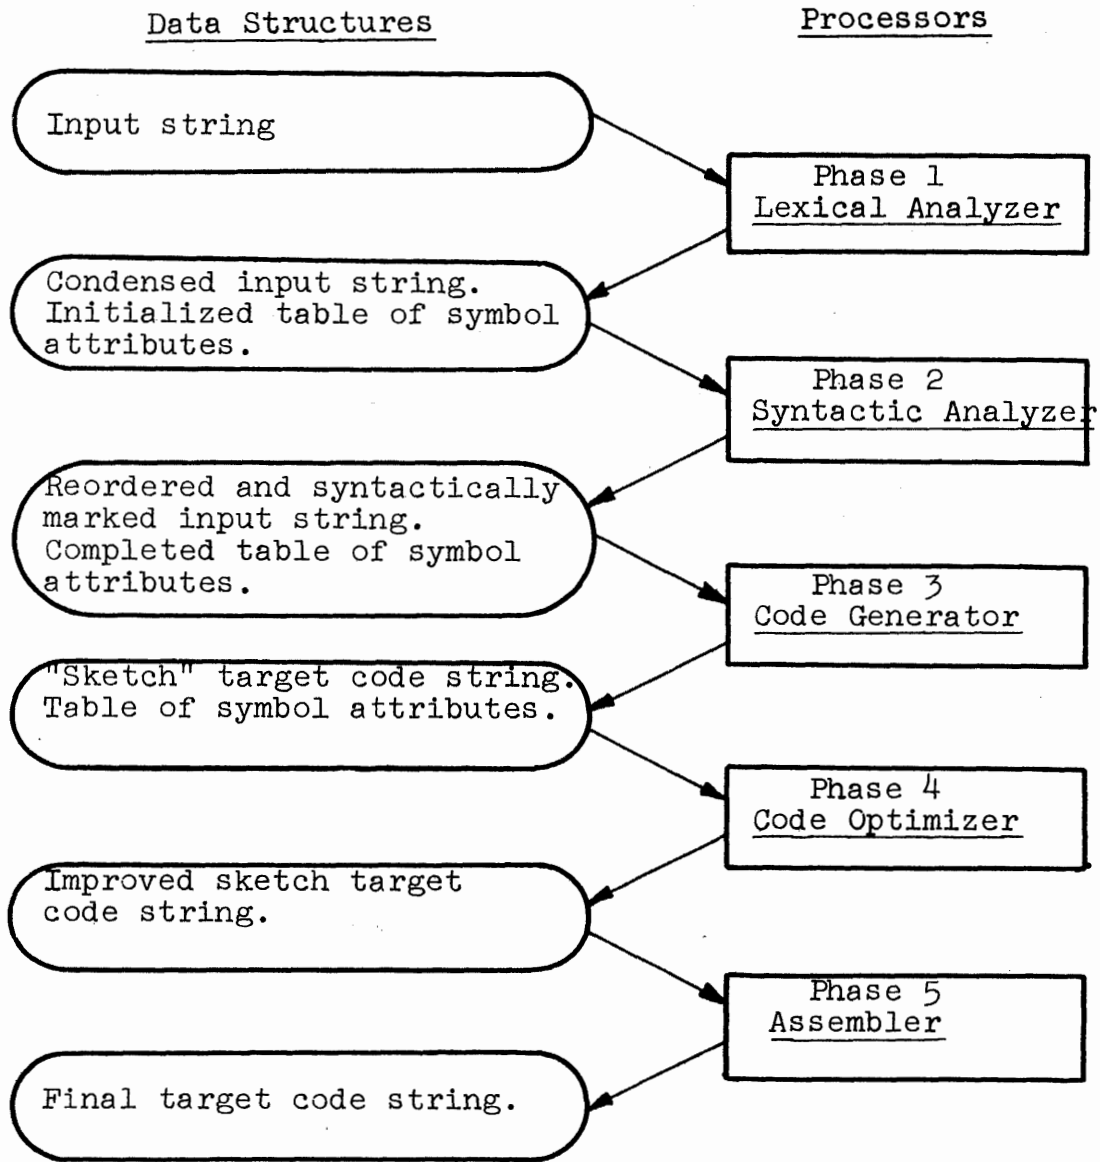 Data Structures
Processors
Input string
Phase 1
Lexical Analyzer
Condensed input string.
Initialized table of symbol
attributes.
Phase 2
Syntactic Analyzer
Reordered and syntactically
marked input string.
Completed table of symbol
attributes.
Phase 3
Code Generator
"Sketch" target code string.
Table of symbol attributes.
Phase 4
Code Optimizer
Improved sketch target
code string.
Phase 5
Assembler
Final target code string.